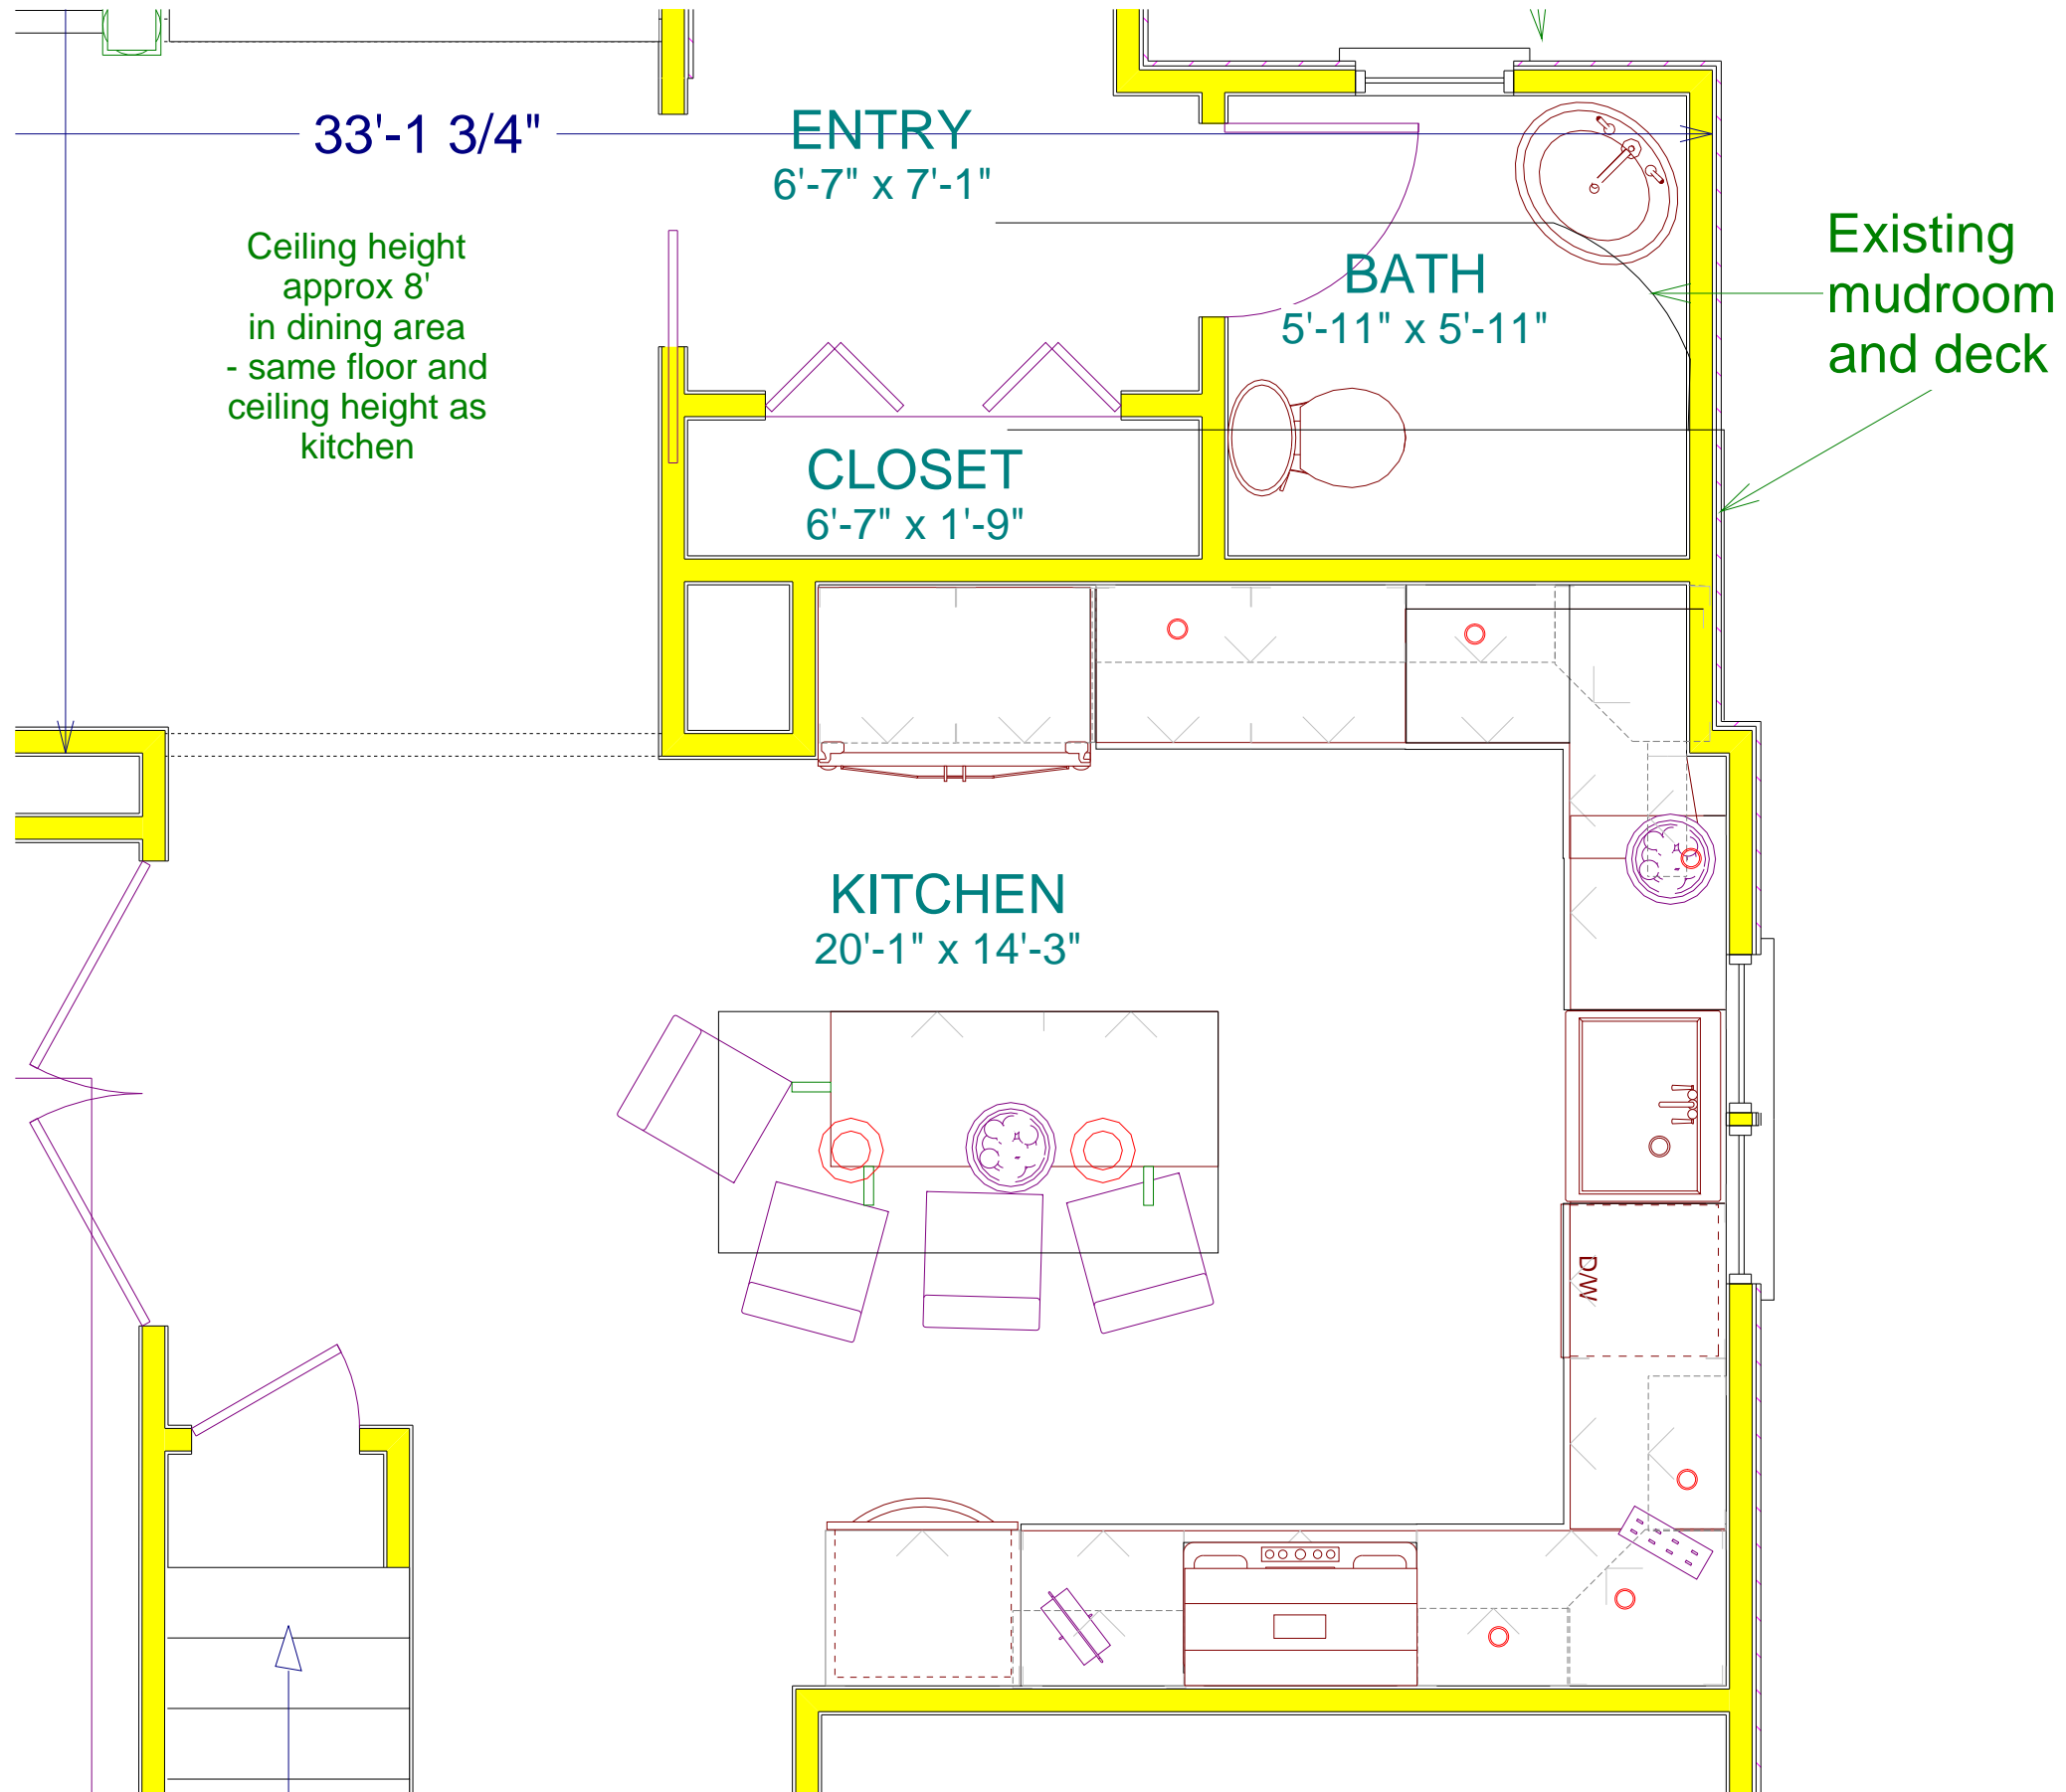 33'-1 3/4"
ENTRY
6'-7" x 7'-1"
Ceiling height
approx 8'
in dining area
- same floor and
ceiling height as
kitchen
BATH
5'-11" x 5'-11"
Existing
mudroom
and deck
CLOSET
6'-7" x 1'-9"
KITCHEN
20'-1" x 14'-3"
DW